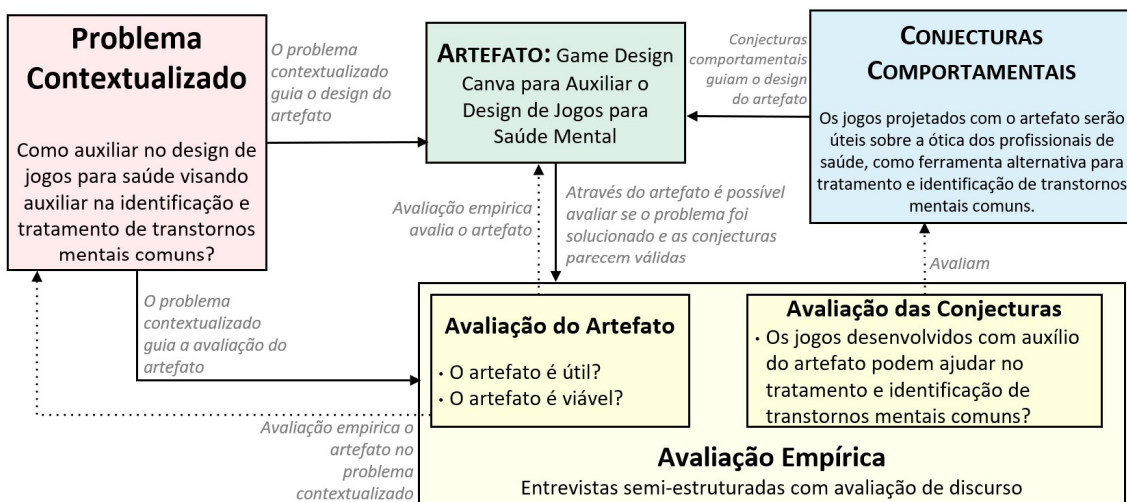 Problema
Contextualizado
Como auxiliar no design de
jogos para saúde visando
auxiliar na identificação e
tratamento de transtornos
mentais comuns?
O problema
contextualizado
guia o design do
artefato
ARTEFATO: Game Design
Canva para Auxiliar o
Design de Jogos para
Saúde Mental
Conjecturas
comportamentais
guiam o design
do artefato
CONJECTURAS
COMPORTAMENTAIS
Os jogos projetados com o artefato serão
úteis sobre a ótica dos profissionais de
saúde, como ferramenta alternativa para
tratamento e identificação de transtornos
mentais comuns.
Avaliação empirica
avalia o artefato
Através do artefato é possível
avaliar se o problema foi
solucionado e as conjecturas
parecem válidas
Avaliam
O problema
contextualizado
guia a avaliação do
artefato
Avaliação do Artefato
· O artefato é útil?
· O artefato é viável?
Avaliação das Conjecturas
· Os jogos desenvolvidos com auxílio
do artefato podem ajudar no
tratamento e identificação de
transtornos mentais comuns?
Avaliação empirica o
artefato no
problema
contextualizado
Avaliação Empírica
Entrevistas semi-estruturadas com avaliação de discurso